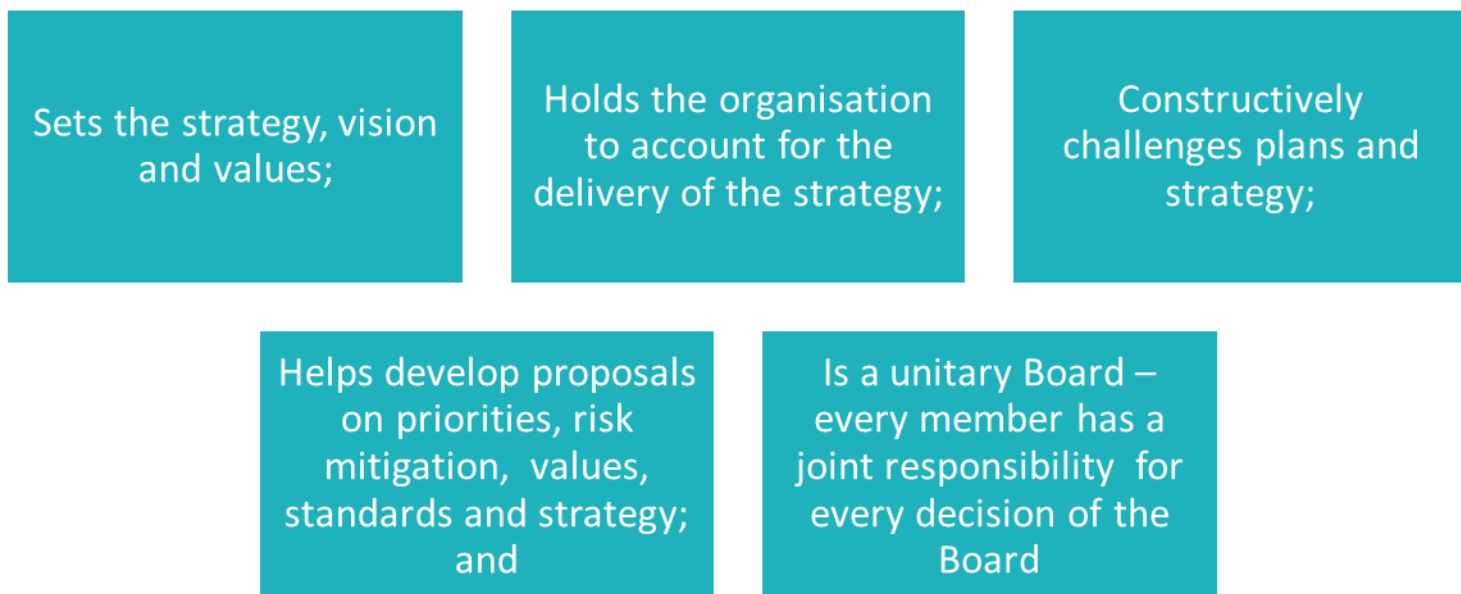 Sets the strategy, vision
and values;
Holds the organisation
to account for the
delivery of the strategy;
Constructively
challenges plans and
strategy;
Helps develop proposals
on priorities, risk
mitigation,  values,
standards and strategy;
and
Is a unitary Board –
every member has a
joint responsibility  for
every decision of the
Board